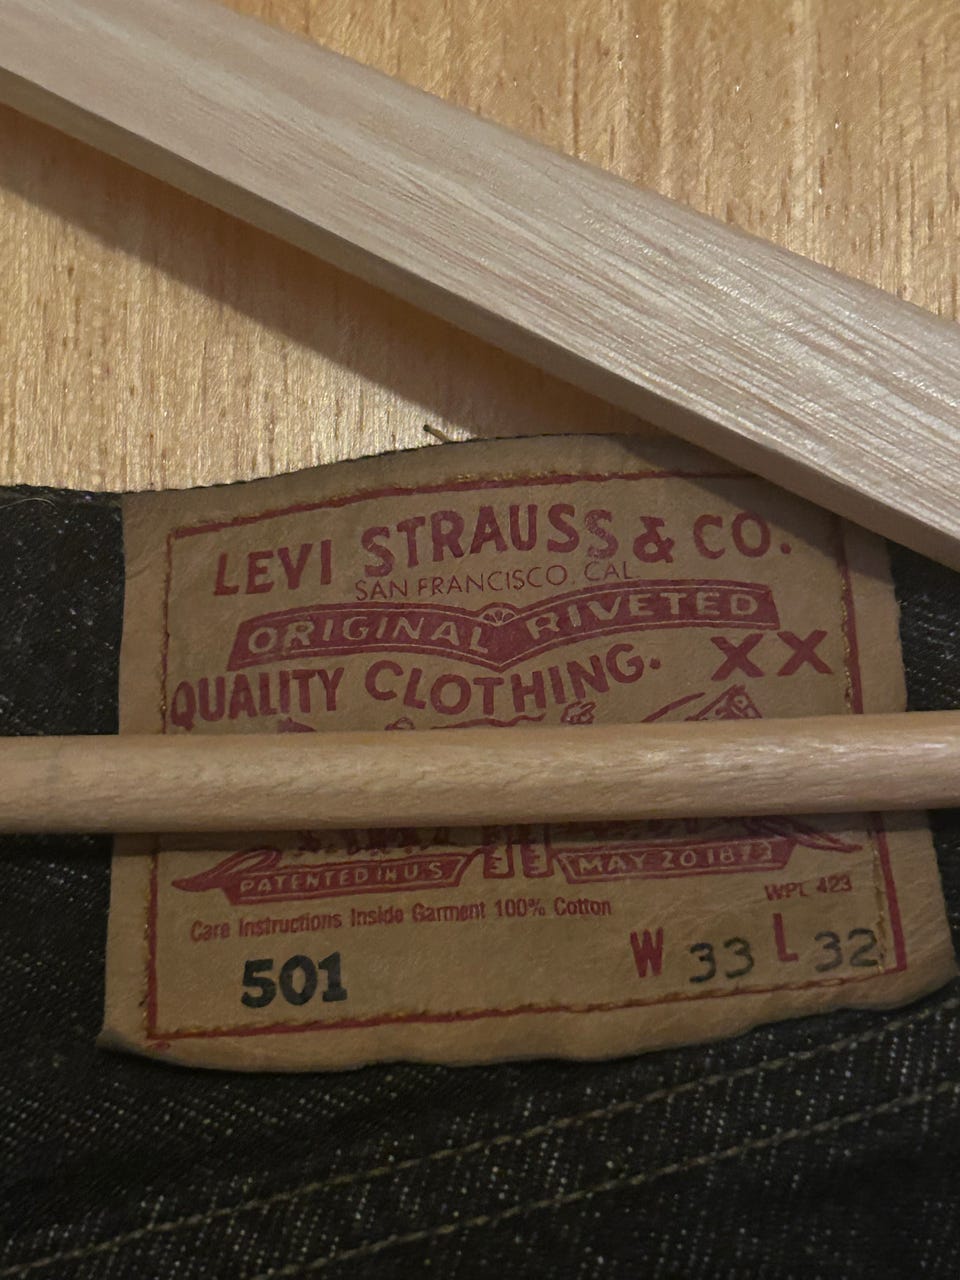 LEVI STRAUSS & CO.
SAN FRANCISCO, CAL.
ORIGINAL RIVETED
QUALITY CLOTHING. XX
PATENTED IN U.S MAY 20 1873
WPL 423
Care Instructions Inside Garment 100% Cotton
501 W 33 L 32